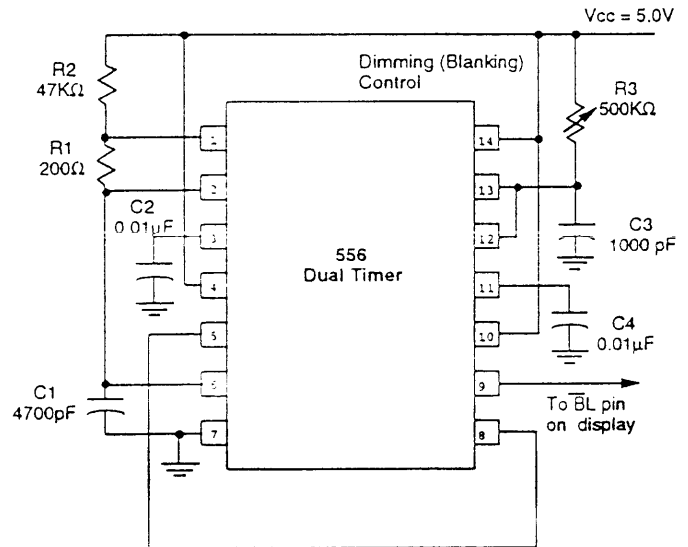 Vcc = 5.0V
R2
47KΩ
Dimming (Blanking)
Control
R3
500KΩ
R1
200Ω
C2
0.01µF
C3
1000 pF
556
Dual Timer
C4
0.01µF
C1
4700pF
To B̅L̅ pin
on display
1
2
3
4
5
6
7
14
13
12
11
10
9
8